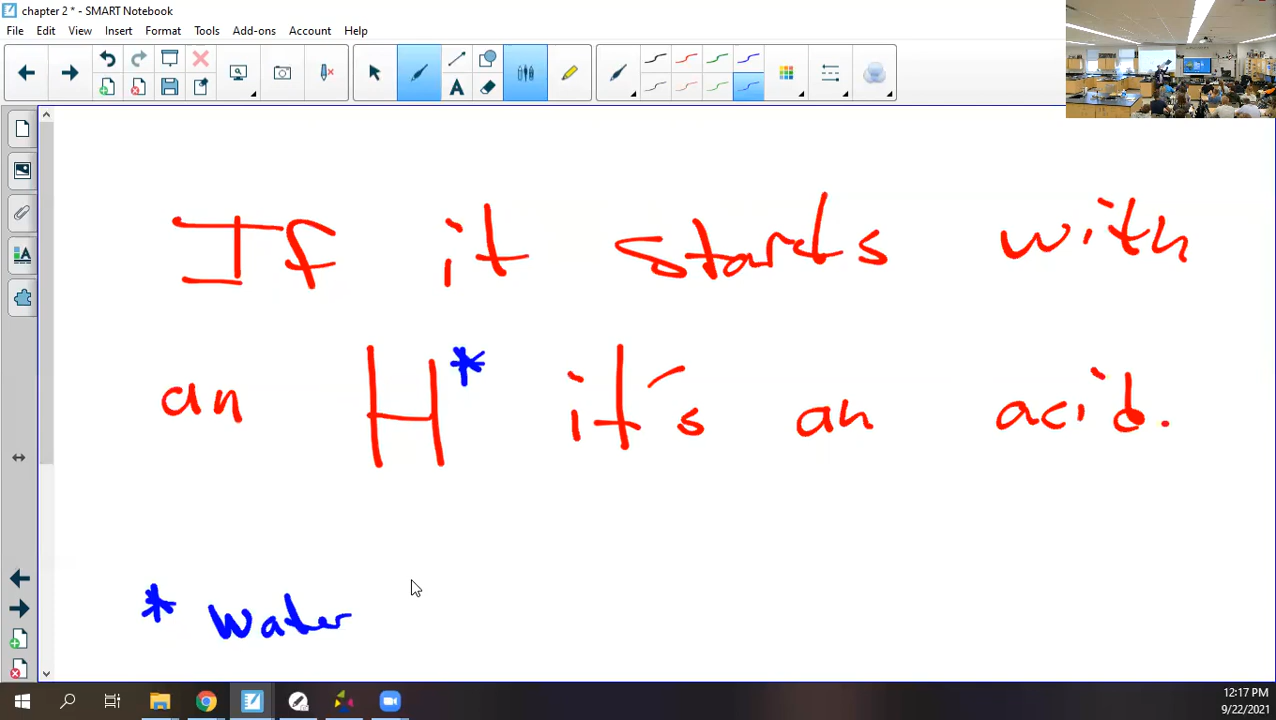 chapter 2 * - SMART Notebook
File Edit View Insert Format Tools Add-ons Account Help
If it starts with
an H* it's an acid.
* Water
12:17 PM
9/22/2021